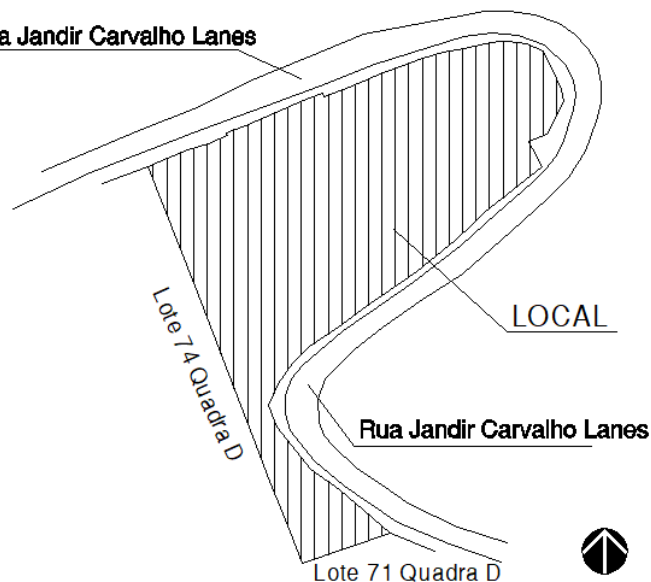 a Jandir Carvalho Lanes
LOCAL
Lote 74 Quadra D
Rua Jandir Carvalho Lanes
Lote 71 Quadra D